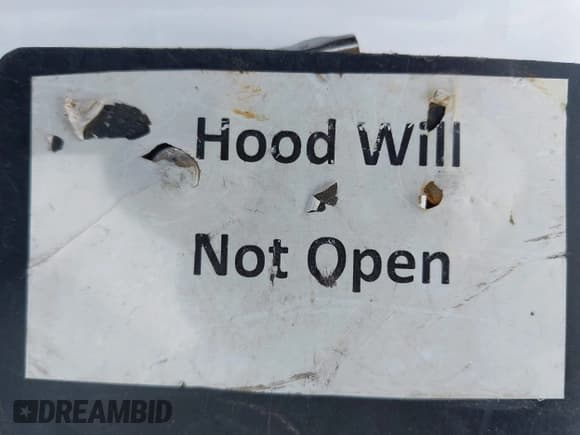 Hood Will
Not Open
DREAMBID